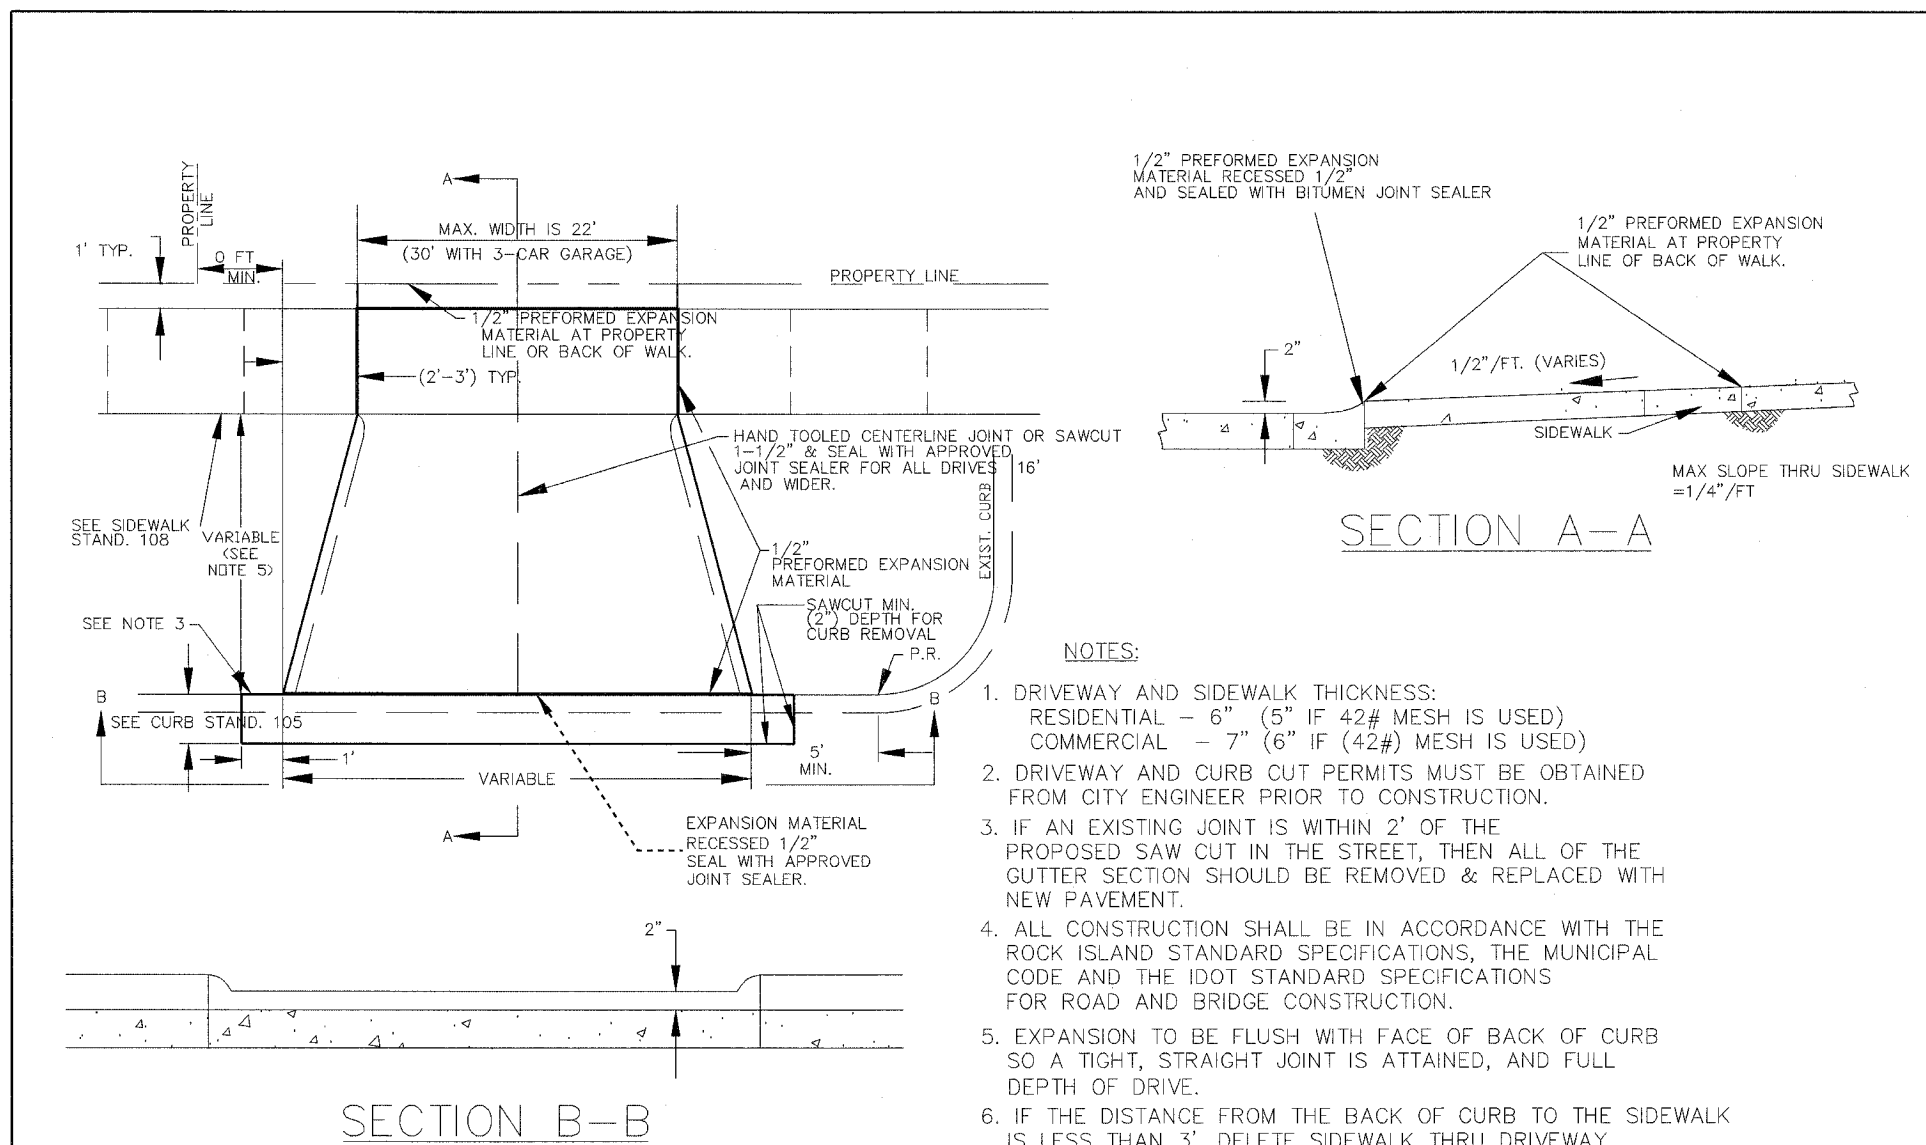 PROPERTY
LINE
1' TYP.
0 FT
MIN.
A
MAX. WIDTH IS 22'
(30' WITH 3-CAR GARAGE)
PROPERTY LINE
1/2" PREFORMED EXPANSION
MATERIAL AT PROPERTY
LINE OR BACK OF WALK.
(2'-3') TYP.
HAND TOOLED CENTERLINE JOINT OR SAWCUT
1-1/2" & SEAL WITH APPROVED
JOINT SEALER FOR ALL DRIVES 16'
AND WIDER.
EXIST. CURB
SEE SIDEWALK
STAND. 108
VARIABLE
(SEE
NOTE 5)
1/2"
PREFORMED EXPANSION
MATERIAL
SAWCUT MIN.
(2") DEPTH FOR
CURB REMOVAL
SEE NOTE 3
P.R.
B
B
SEE CURB STAND. 105
1'
VARIABLE
5'
MIN.
A
EXPANSION MATERIAL
RECESSED 1/2"
SEAL WITH APPROVED
JOINT SEALER.
2"
SECTION B-B
1/2" PREFORMED EXPANSION
MATERIAL RECESSED 1/2"
AND SEALED WITH BITUMEN JOINT SEALER
1/2" PREFORMED EXPANSION
MATERIAL AT PROPERTY
LINE OF BACK OF WALK.
2"
1/2"/FT. (VARIES)
SIDEWALK
MAX SLOPE THRU SIDEWALK
=1/4"/FT
SECTION A-A
NOTES:
1. DRIVEWAY AND SIDEWALK THICKNESS:
RESIDENTIAL - 6" (5" IF 42# MESH IS USED)
COMMERCIAL - 7" (6" IF (42#) MESH IS USED)
2. DRIVEWAY AND CURB CUT PERMITS MUST BE OBTAINED
FROM CITY ENGINEER PRIOR TO CONSTRUCTION.
3. IF AN EXISTING JOINT IS WITHIN 2' OF THE
PROPOSED SAW CUT IN THE STREET, THEN ALL OF THE
GUTTER SECTION SHOULD BE REMOVED & REPLACED WITH
NEW PAVEMENT.
4. ALL CONSTRUCTION SHALL BE IN ACCORDANCE WITH THE
ROCK ISLAND STANDARD SPECIFICATIONS, THE MUNICIPAL
CODE AND THE IDOT STANDARD SPECIFICATIONS
FOR ROAD AND BRIDGE CONSTRUCTION.
5. EXPANSION TO BE FLUSH WITH FACE OF BACK OF CURB
SO A TIGHT, STRAIGHT JOINT IS ATTAINED, AND FULL
DEPTH OF DRIVE.
6. IF THE DISTANCE FROM THE BACK OF CURB TO THE SIDEWALK
IS LESS THAN 3' DELETE SIDEWALK THRU DRIVEWAY